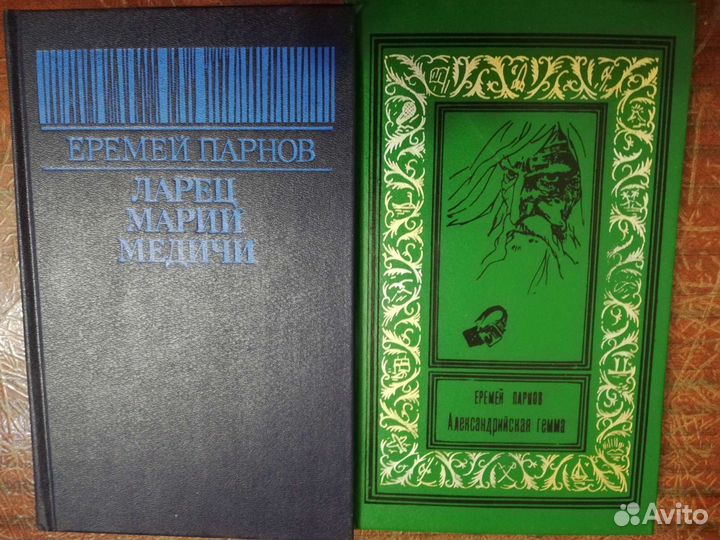 ЕРЕМЕЙ ПАРНОВ
ЛАРЕЦ
МАРИИ
МЕДИЧИ
ЕРЕМЕЙ ПАРНОВ
Александрийская гемма
Avito